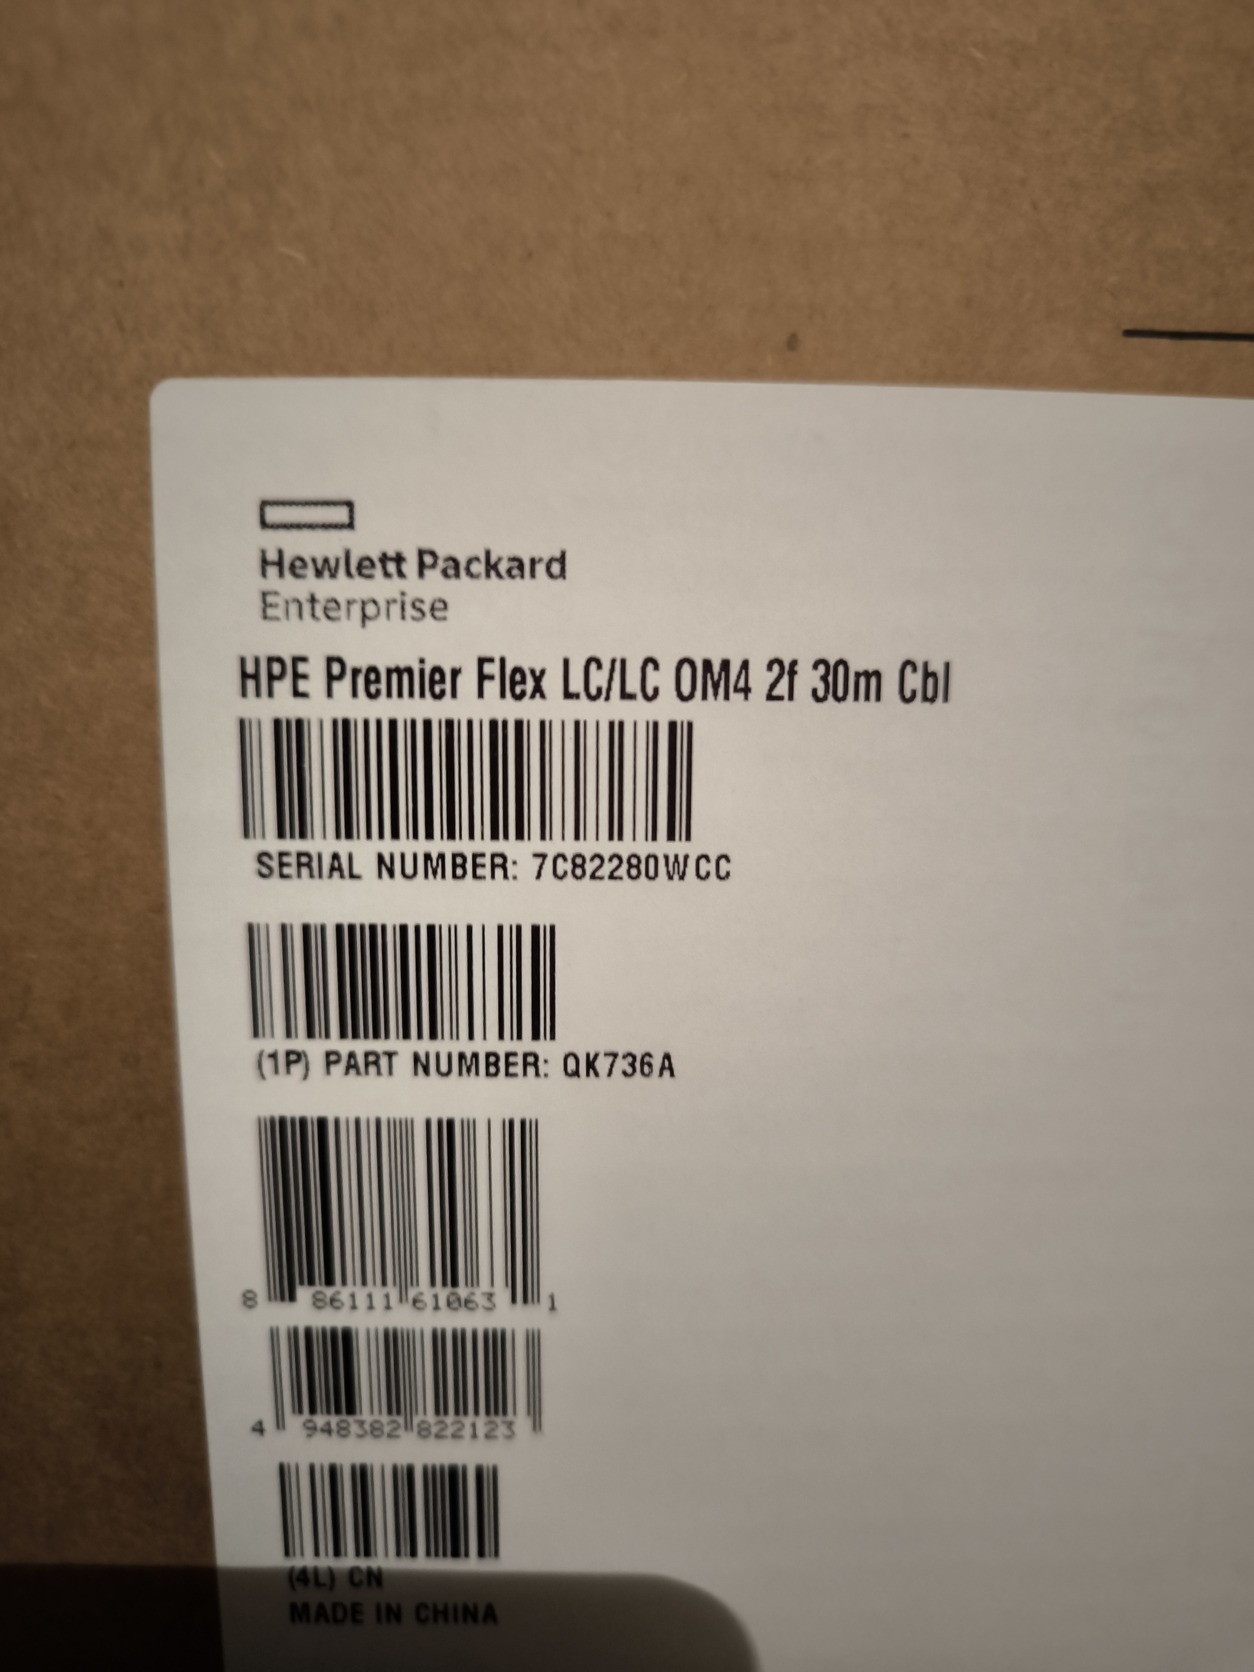 Hewlett Packard
Enterprise
HPE Premier Flex LC/LC OM4 2f 30m Cbl
SERIAL NUMBER: 7C82280WCC
(1P) PART NUMBER: QK736A
8 86111 61063 1
4 948382 822123
(4L) CN
MADE IN CHINA